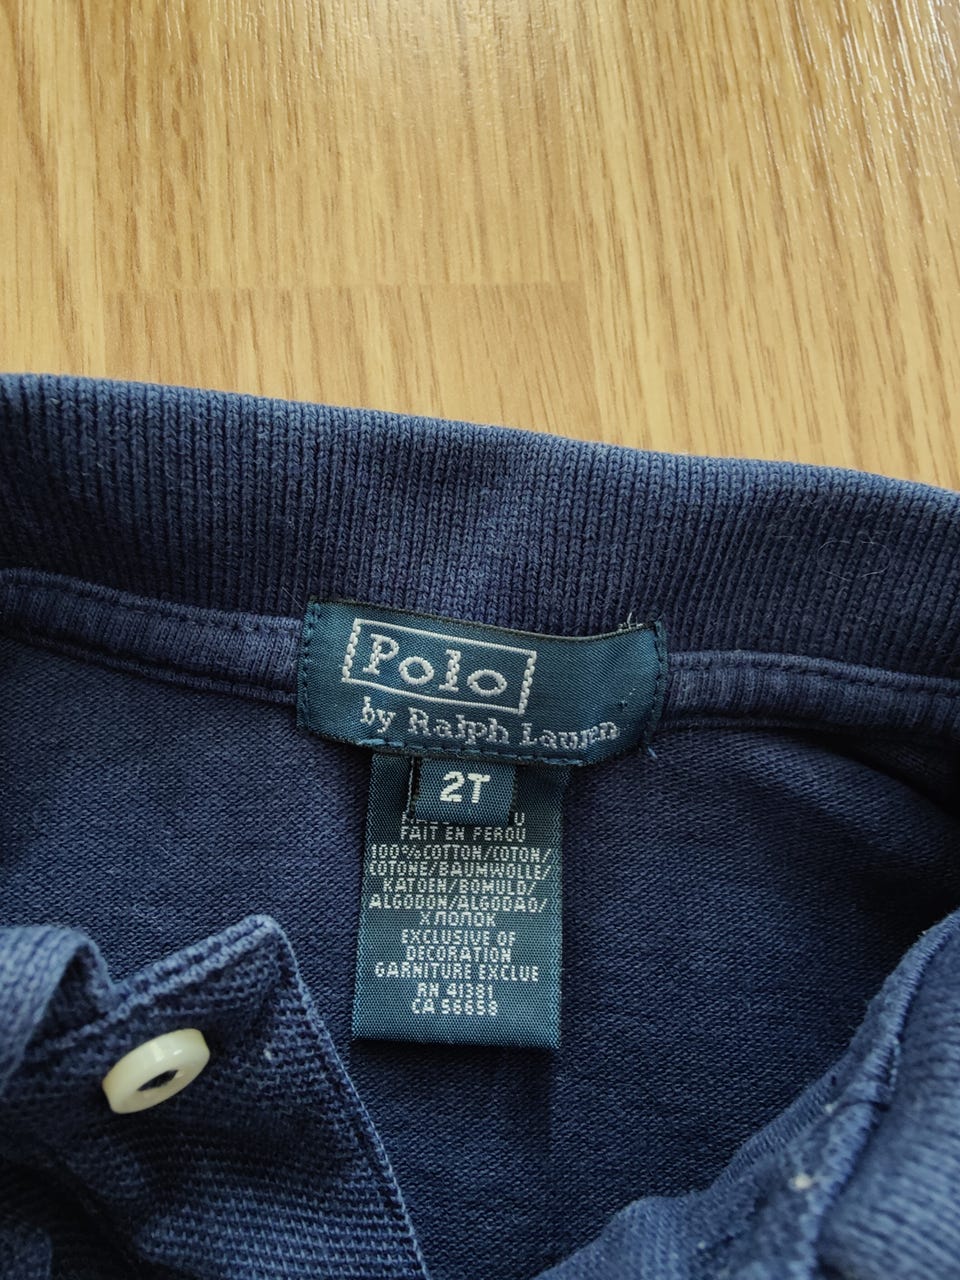 Polo
by Ralph Lauren
2T
FAIT EN PEROU
100% COTTON/COTON/
COTONE/BAUMWOLLE/
KATOEN/BOMULD/
ALGODON/ALGODAO/
ХЛОПОК
EXCLUSIVE OF
DECORATION
GARNITURE EXCLUE
RN 41381
CA 56658